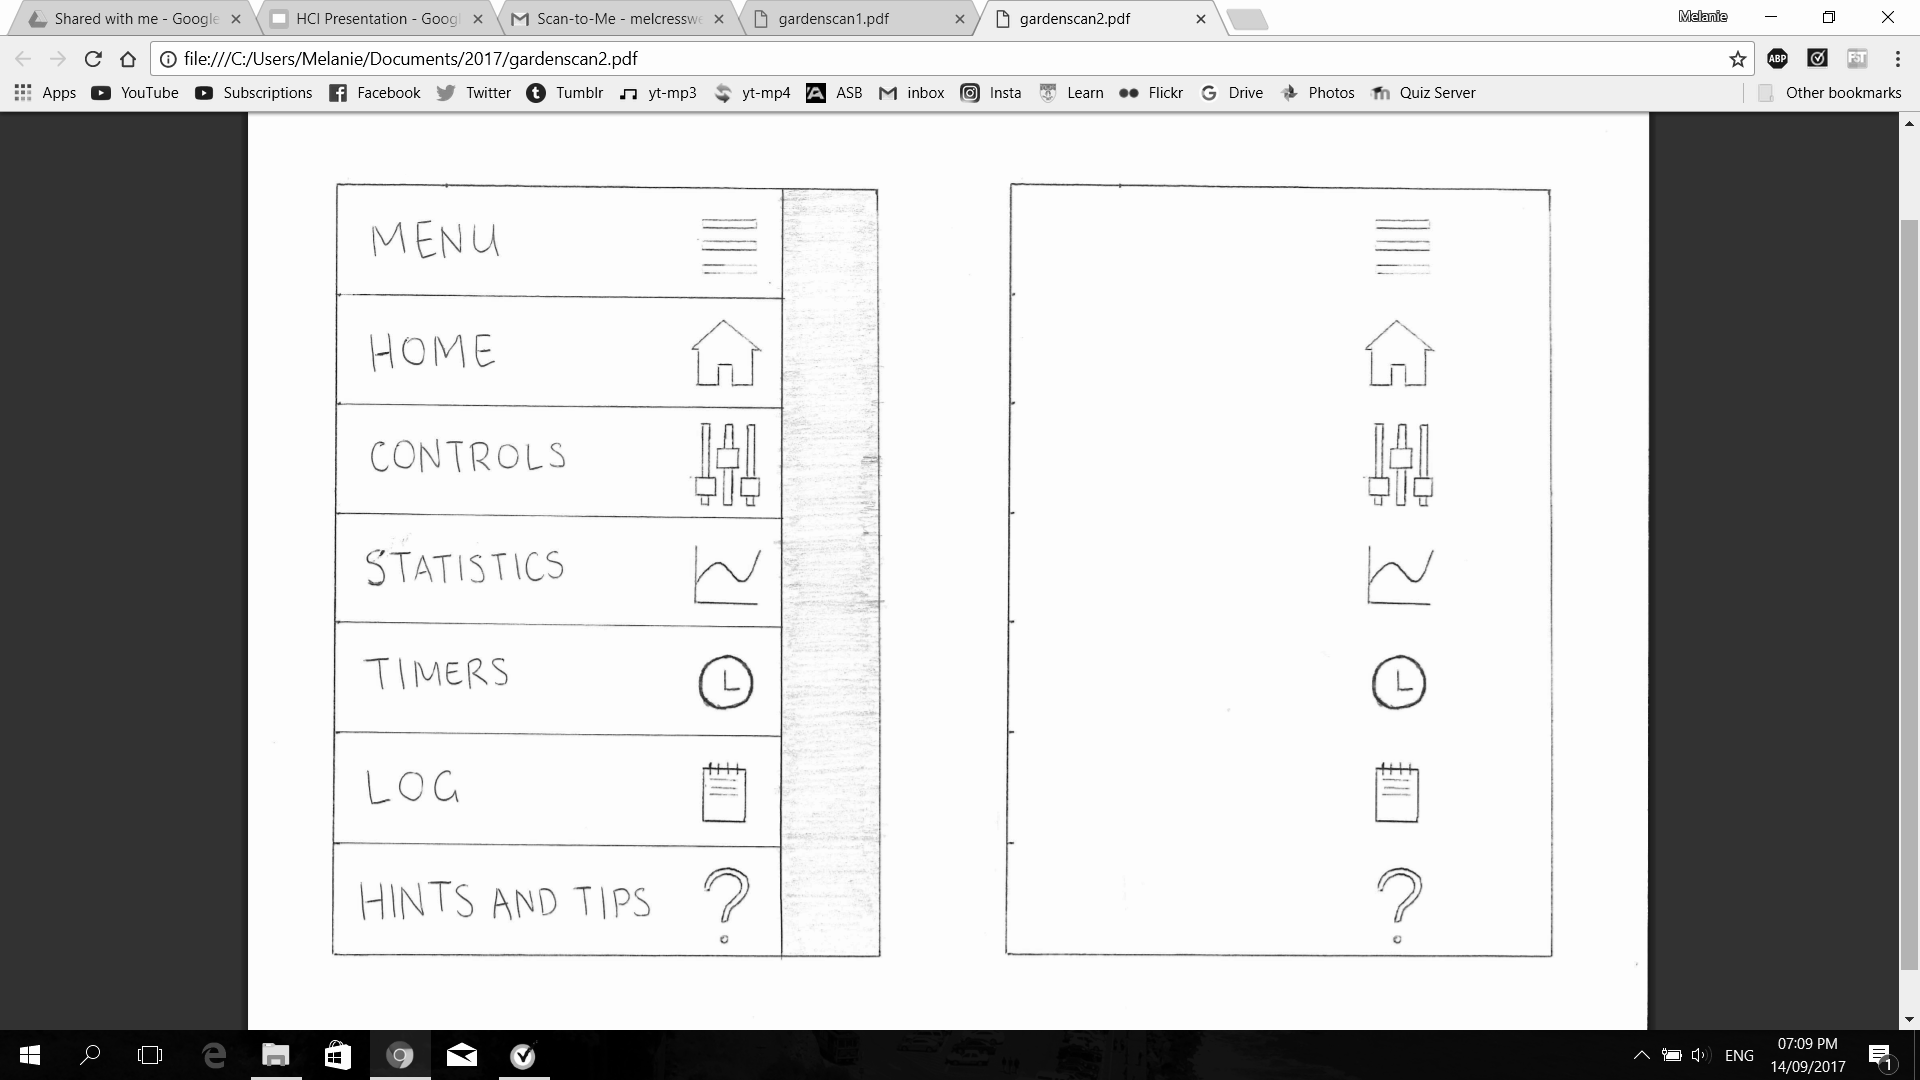 Shared with me - Google
HCI Presentation - Goog
Scan-to-Me - melcressw
gardenscan1.pdf
gardenscan2.pdf
Melanie
file:///C:/Users/Melanie/Documents/2017/gardenscan2.pdf
ABP
Apps YouTube Subscriptions Facebook Twitter Tumblr yt-mp3 yt-mp4 ASB inbox Insta Learn Flickr Drive Photos Quiz Server Other bookmarks
MENU
HOME
CONTROLS
STATISTICS
TIMERS
LOG
HINTS AND TIPS
ENG
07:09 PM
14/09/2017
1